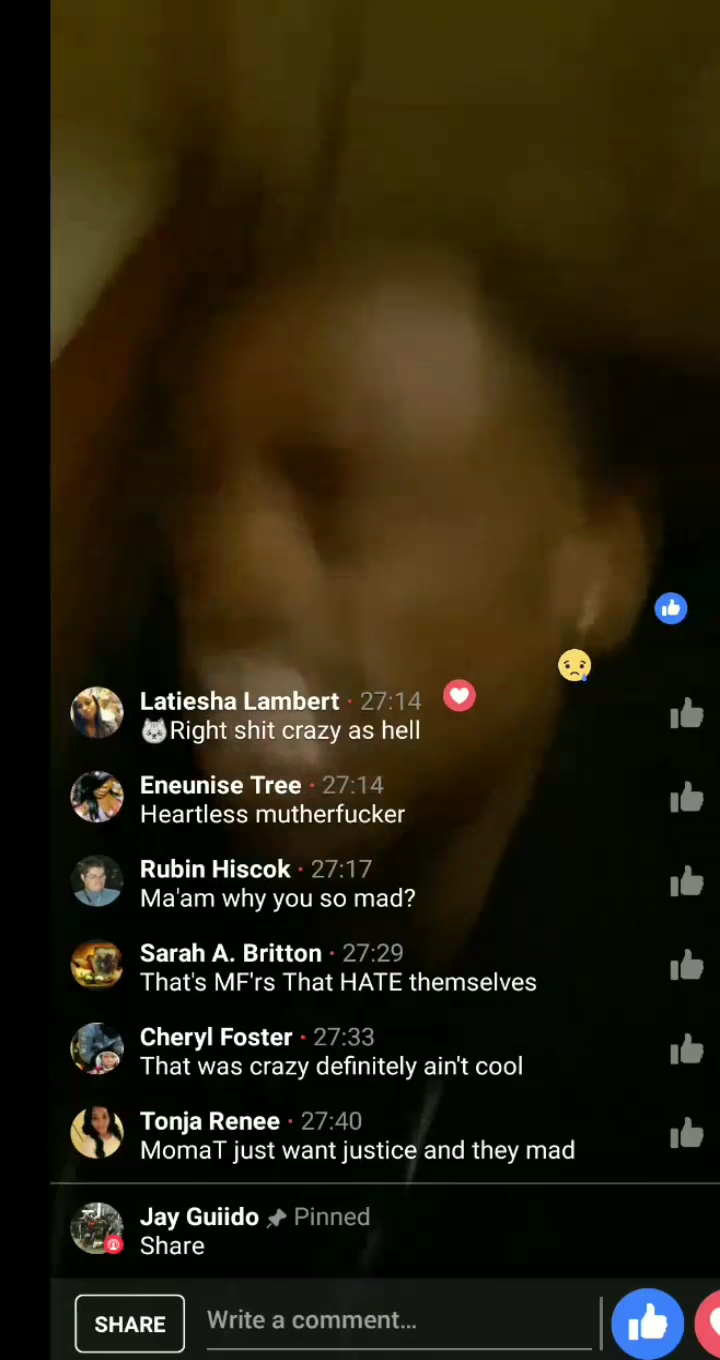 Latiesha Lambert · 27:14
🐱Right shit crazy as hell
Eneunise Tree · 27:14
Heartless mutherfucker
Rubin Hiscok · 27:17
Ma'am why you so mad?
Sarah A. Britton · 27:29
That's MF'rs That HATE themselves
Cheryl Foster · 27:33
That was crazy definitely ain't cool
Tonja Renee · 27:40
MomaT just want justice and they mad
Jay Guiido Pinned
Share
SHARE Write a comment...